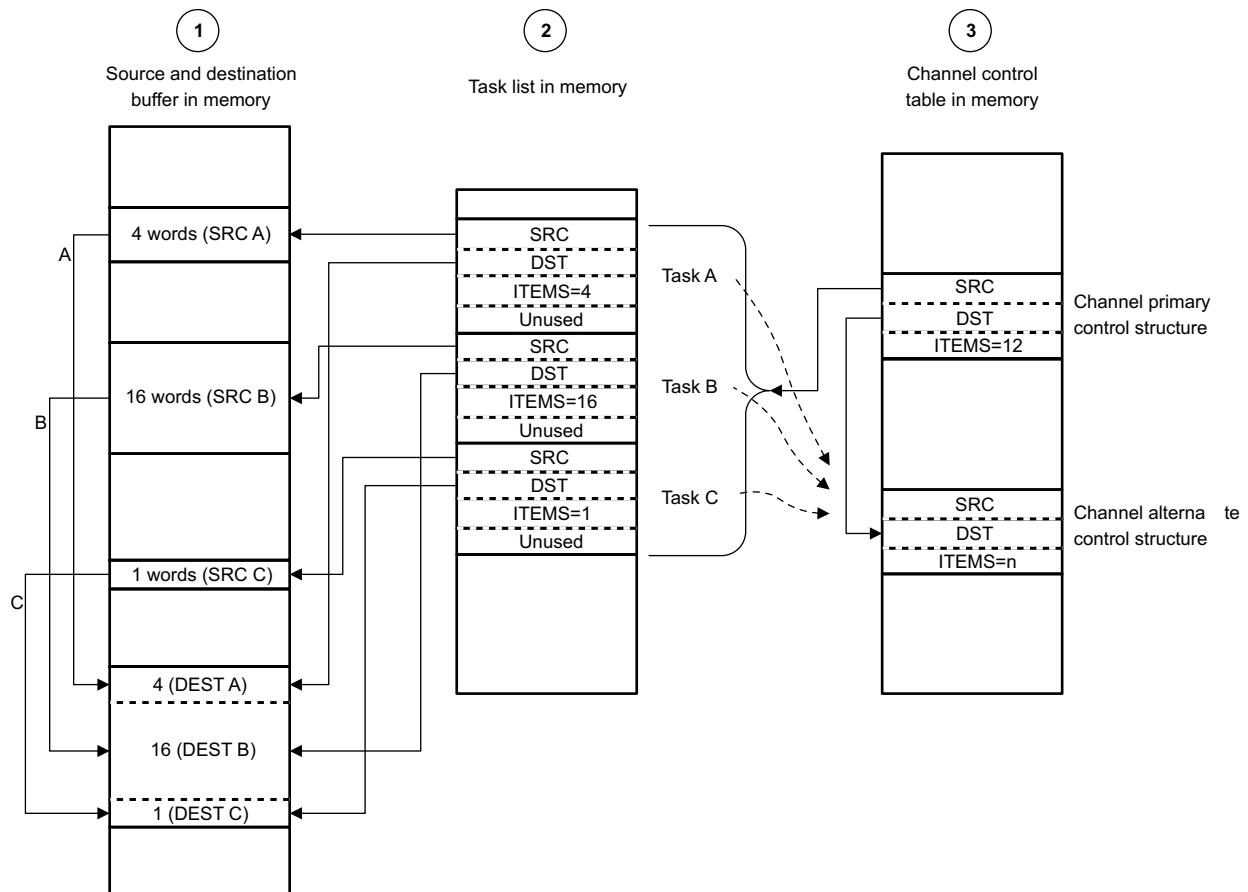 1
Source and destination
buffer in memory
4 words (SRC A)
16 words (SRC B)
1 words (SRC C)
4 (DEST A)
16 (DEST B)
1 (DEST C)
A
B
C
2
Task list in memory
SRC
DST
ITEMS=4
Unused
SRC
DST
ITEMS=16
Unused
SRC
DST
ITEMS=1
Unused
Task A
Task B
Task C
3
Channel control
table in memory
SRC
DST
ITEMS=12
Channel primary
control structure
SRC
DST
ITEMS=n
Channel alterna te
control structure